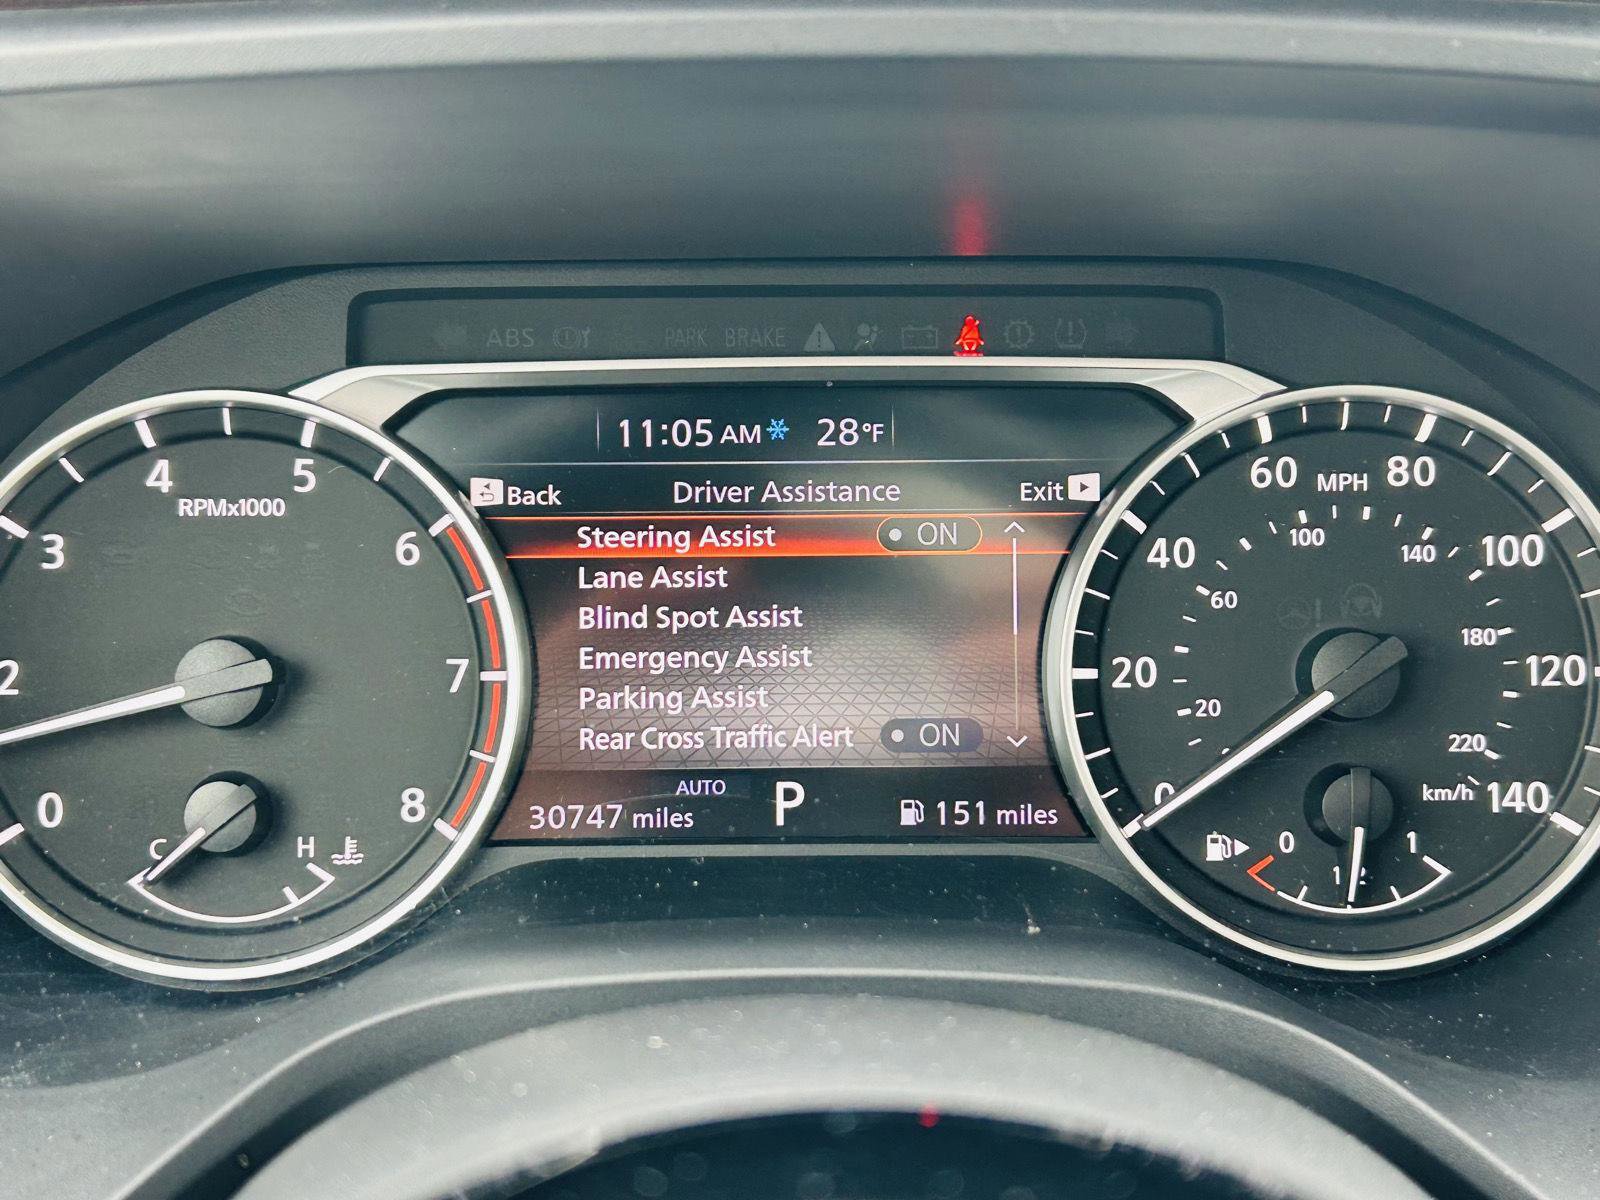 ABS PARK BRAKE
11:05 AM 28°F
Back Driver Assistance Exit
Steering Assist ON
Lane Assist
Blind Spot Assist
Emergency Assist
Parking Assist
Rear Cross Traffic Alert ON
AUTO
30747 miles P 151 miles
0 2 3 4 5 6 7 8
RPMx1000
C H
0 20 40 60 80 100 120 140
MPH
20 60 100 140 180 220
km/h
0 1